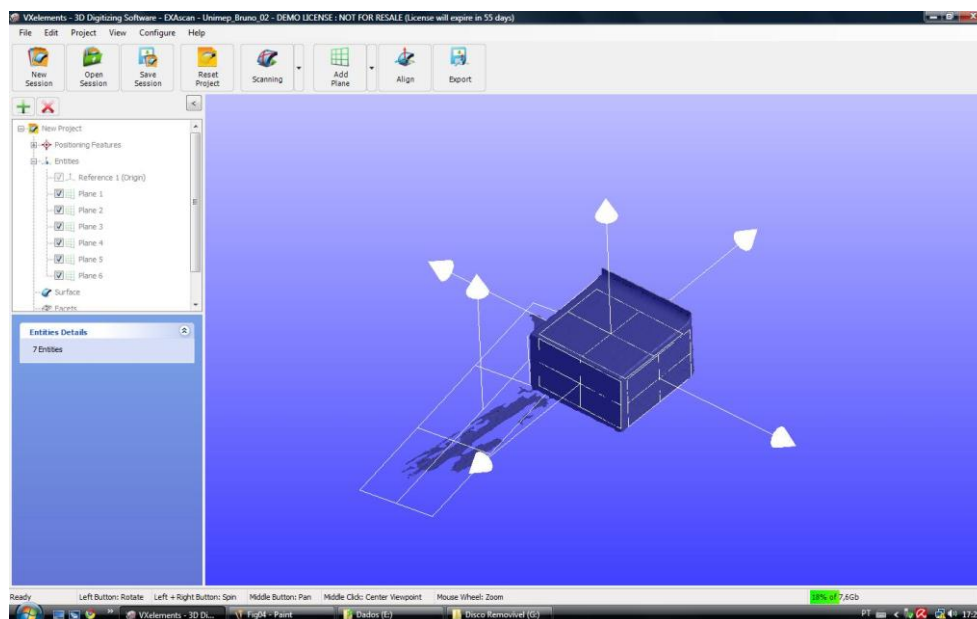 VXelements - 3D Digitizing Software - EXAscan - Unimep_Bruno_02 - DEMO LICENSE : NOT FOR RESALE (License will expire in 55 days)
File Edit Project View Configure Help
New Session
Open Session
Save Session
Reset Project
Scanning
Add Plane
Align
Export
New Project
Positioning Features
Entities
Reference 1 (Origin)
Plane 1
Plane 2
Plane 3
Plane 4
Plane 5
Plane 6
Surface
Facets
Entities Details
7 Entities
Ready Left Button: Rotate Left + Right Button: Spin Middle Button: Pan Middle Click: Center Viewpoint Mouse Wheel: Zoom 18% of 7,6Gb
VXelements - 3D Di... Fig04 - Paint Dados (E:) Disco Removível (G:) PT